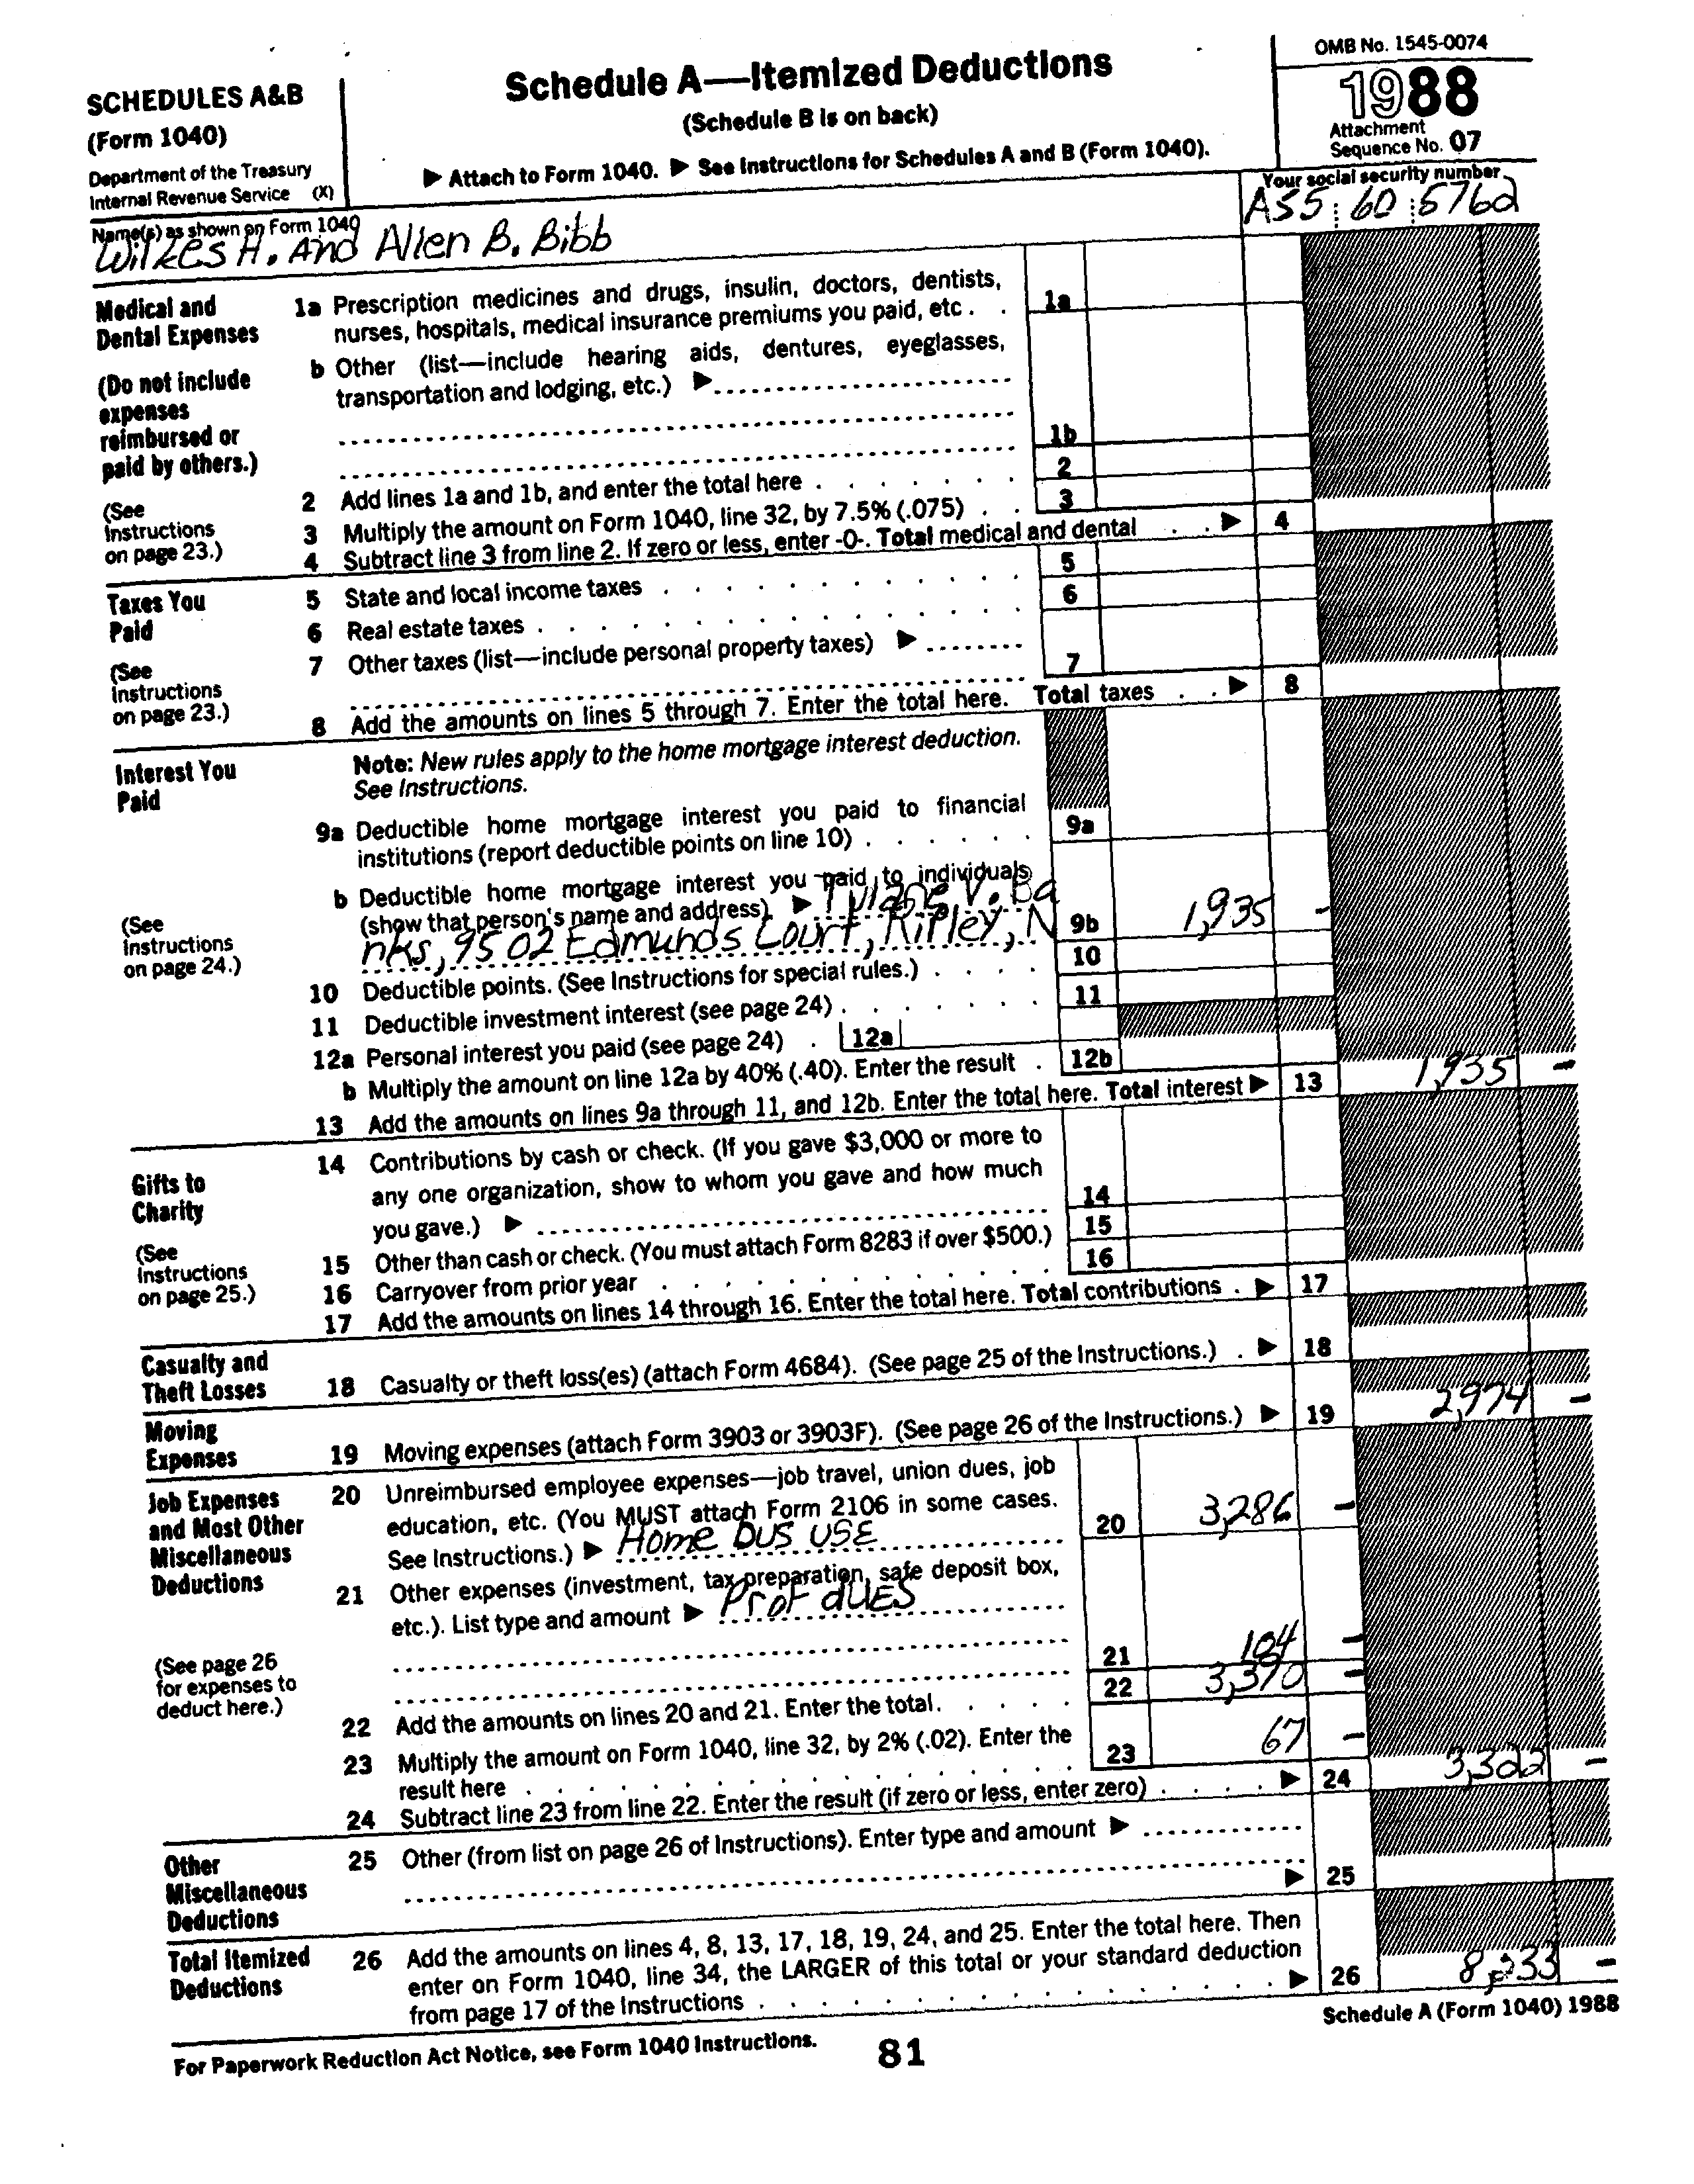 SCHEDULES A&B
(Form 1040)
Department of the Treasury
Internal Revenue Service (X)
Schedule A—Itemized Deductions
(Schedule B is on back)
▶ Attach to Form 1040. ▶ See Instructions for Schedules A and B (Form 1040).
OMB No. 1545-0074
1988
Attachment
Sequence No. 07
Name(s) as shown on Form 1040
Wilkes H. And Allen B. Bibb
Your social security number
A55 60 5762
Medical and
Dental Expenses
(Do not include
expenses
reimbursed or
paid by others.)
(See
Instructions
on page 23.)
1a Prescription medicines and drugs, insulin, doctors, dentists,
nurses, hospitals, medical insurance premiums you paid, etc. . . 1a
b Other (list—include hearing aids, dentures, eyeglasses,
transportation and lodging, etc.) ▶
1b
2 Add lines 1a and 1b, and enter the total here . . . . . . . 2
3 Multiply the amount on Form 1040, line 32, by 7.5% (.075) . . 3
4 Subtract line 3 from line 2. If zero or less, enter -0-. Total medical and dental . . ▶ 4
Taxes You
Paid
(See
Instructions
on page 23.)
5 State and local income taxes . . . . . . . . . . . . 5
6 Real estate taxes . . . . . . . . . . . . . . . 6
7 Other taxes (list—include personal property taxes) ▶
7
8 Add the amounts on lines 5 through 7. Enter the total here. Total taxes . . ▶ 8
Interest You
Paid
(See
Instructions
on page 24.)
Note: New rules apply to the home mortgage interest deduction.
See Instructions.
9a Deductible home mortgage interest you paid to financial
institutions (report deductible points on line 10) . . . . . . 9a
b Deductible home mortgage interest you paid to individuals
(show that person's name and address). ▶ Tulane V. Ba
nks, 9502 Edmunds Court, Ripley, N 9b 1,935 -
10 Deductible points. (See Instructions for special rules.) . . . . 10
11 Deductible investment interest (see page 24) . . . . . . . 11
12a Personal interest you paid (see page 24) . 12a
b Multiply the amount on line 12a by 40% (.40). Enter the result . 12b
13 Add the amounts on lines 9a through 11, and 12b. Enter the total here. Total interest ▶ 13 1,935 -
Gifts to
Charity
(See
Instructions
on page 25.)
14 Contributions by cash or check. (If you gave $3,000 or more to
any one organization, show to whom you gave and how much
you gave.) ▶ 14
15 Other than cash or check. (You must attach Form 8283 if over $500.) 15
16 Carryover from prior year . . . . . . . . . . . . . 16
17 Add the amounts on lines 14 through 16. Enter the total here. Total contributions . ▶ 17
Casualty and
Theft Losses
18 Casualty or theft loss(es) (attach Form 4684). (See page 25 of the Instructions.) . ▶ 18
Moving
Expenses
19 Moving expenses (attach Form 3903 or 3903F). (See page 26 of the Instructions.) ▶ 19 2,974 -
Job Expenses
and Most Other
Miscellaneous
Deductions
(See page 26
for expenses to
deduct here.)
20 Unreimbursed employee expenses—job travel, union dues, job
education, etc. (You MUST attach Form 2106 in some cases.
See Instructions.) ▶ Home bus use 20 3,286 -
21 Other expenses (investment, tax preparation, safe deposit box,
etc.). List type and amount ▶ Prof dues
21 104 -
22 Add the amounts on lines 20 and 21. Enter the total. . . . . 22 3,390 -
23 Multiply the amount on Form 1040, line 32, by 2% (.02). Enter the
result here . . . . . . . . . . . . . . . . 23 67 -
24 Subtract line 23 from line 22. Enter the result (if zero or less, enter zero) . . . . ▶ 24 3,322 -
Other
Miscellaneous
Deductions
25 Other (from list on page 26 of Instructions). Enter type and amount ▶
▶ 25
Total Itemized
Deductions
26 Add the amounts on lines 4, 8, 13, 17, 18, 19, 24, and 25. Enter the total here. Then
enter on Form 1040, line 34, the LARGER of this total or your standard deduction
from page 17 of the Instructions . . . . . . . . . . . . . . . ▶ 26 8,233 -
For Paperwork Reduction Act Notice, see Form 1040 Instructions.
81
Schedule A (Form 1040) 1988